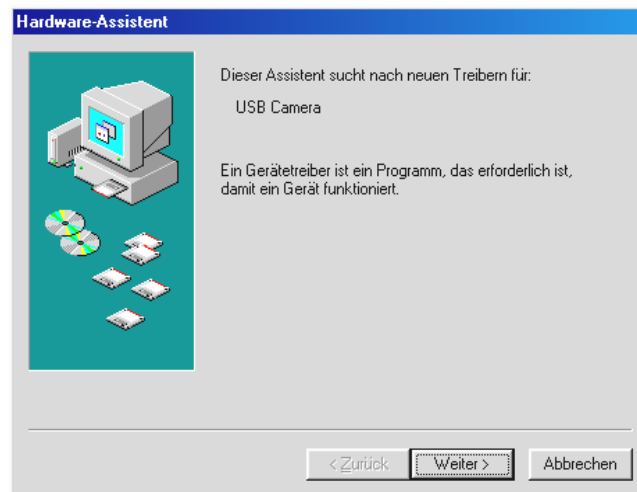 Hardware-Assistent
Dieser Assistent sucht nach neuen Treibern für:
USB Camera
Ein Gerätetreiber ist ein Programm, das erforderlich ist,
damit ein Gerät funktioniert.
< Zurück Weiter > Abbrechen